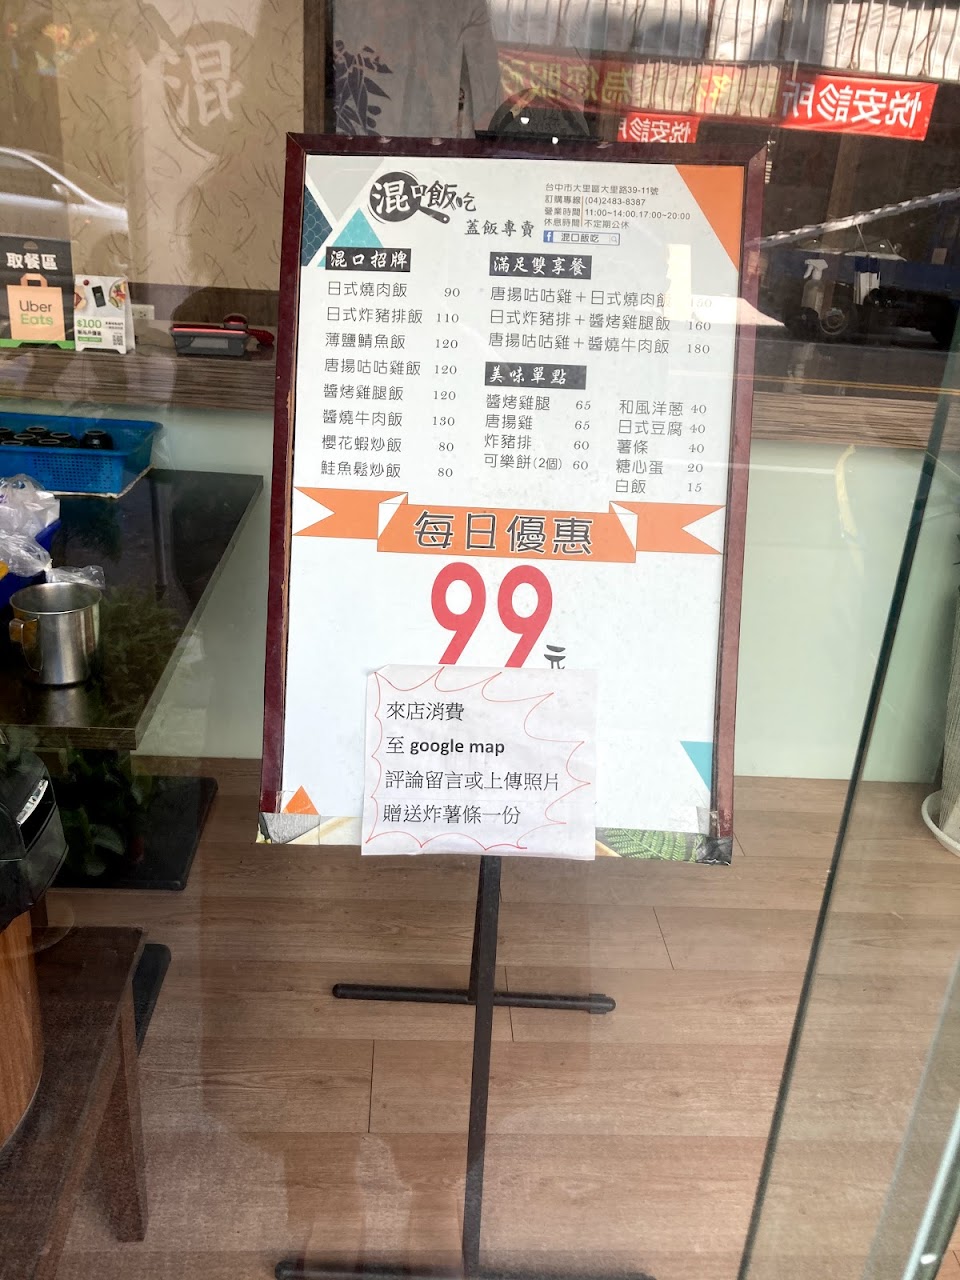 混
悦安診所
悦安診所
取餐區
Uber
Eats
$100
混口飯吃
蓋飯專賣
台中市大里區大里路39-11號
訂購專線 (04)2483-8387
營業時間 11:00~14:00.17:00~20:00
休息時間 不定期公休
f 混口飯吃
混口招牌
日式燒肉飯 90
日式炸豬排飯 110
薄鹽鯖魚飯 120
唐揚咕咕雞飯 120
醬烤雞腿飯 120
醬燒牛肉飯 130
櫻花蝦炒飯 80
鮭魚鬆炒飯 80
滿足雙享餐
唐揚咕咕雞+日式燒肉飯 150
日式炸豬排+醬烤雞腿飯 160
唐揚咕咕雞+醬燒牛肉飯 180
美味單點
醬烤雞腿 65
唐揚雞 65
炸豬排 60
可樂餅(2個) 60
和風洋蔥 40
日式豆腐 40
薯條 40
糖心蛋 20
白飯 15
每日優惠
99元
來店消費
至 google map
評論留言或上傳照片
贈送炸薯條一份